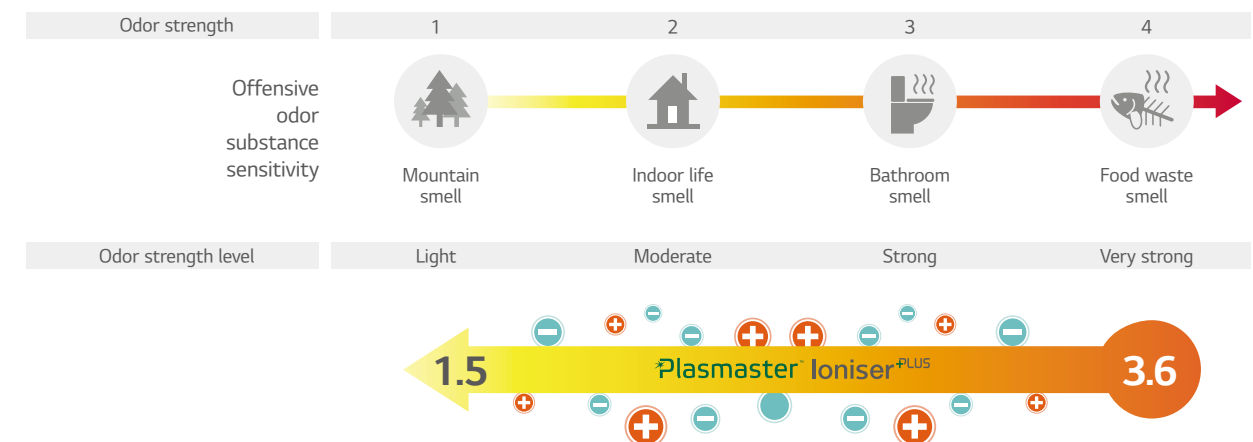 Odor strength 1 2 3 4
Offensive
odor
substance
sensitivity
Mountain
smell
Indoor life
smell
Bathroom
smell
Food waste
smell
Odor strength level Light Moderate Strong Very strong
1.5 Plasmaster™ Ioniser+PLUS 3.6